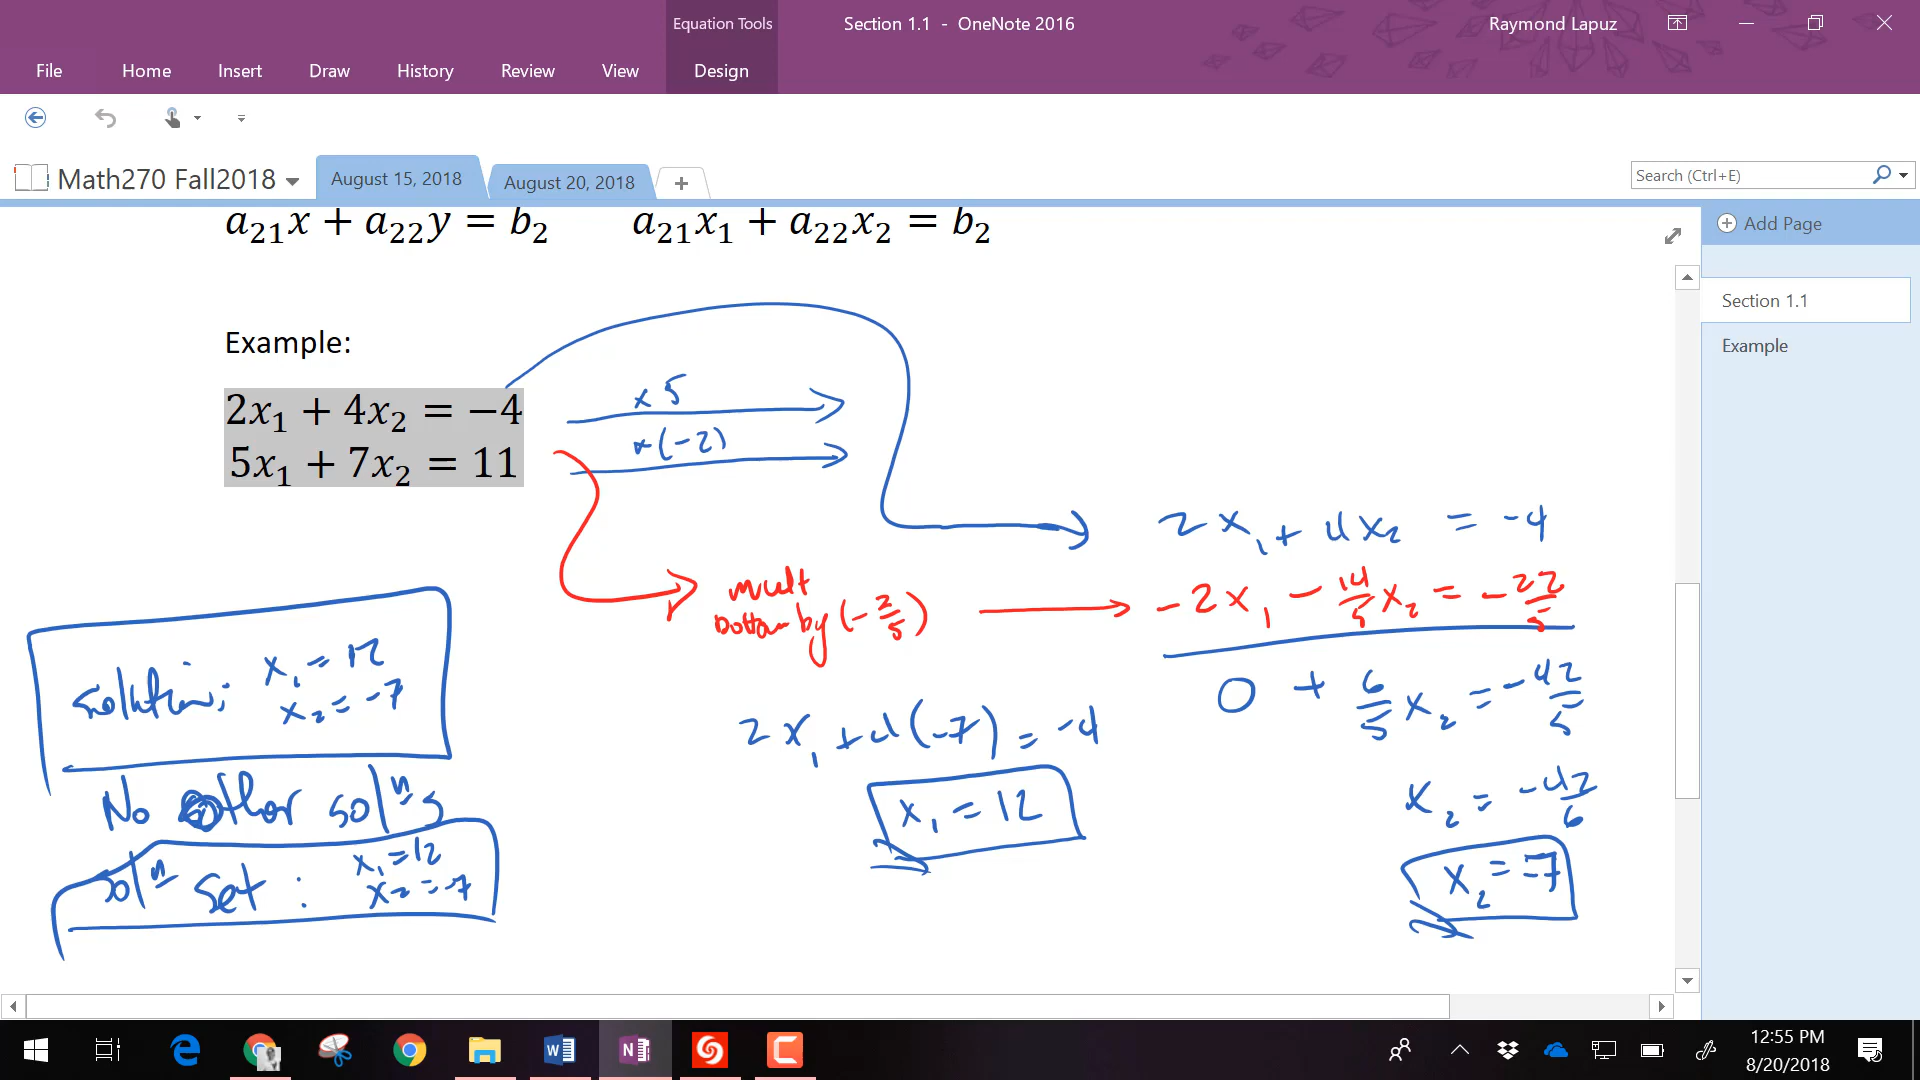 Equation Tools
Section 1.1 - OneNote 2016
Raymond Lapuz
File Home Insert Draw History Review View Design
Math270 Fall2018
August 15, 2018
August 20, 2018
Search (Ctrl+E)
Add Page
Section 1.1
Example
a₂₁x + a₂₂y = b₂
a₂₁x₁ + a₂₂x₂ = b₂
Example:
2x₁ + 4x₂ = −4
5x₁ + 7x₂ = 11
x 5
x(-2)
2x₁ + 4x₂ = -4
mult
bottom by (-2/5)
-2x₁ - 14/5 x₂ = -22/5
0 + 6/5 x₂ = -42/5
x₂ = -42/6
x₂ = -7
2x₁ + 4(-7) = -4
x₁ = 12
solution: x₁ = 12
x₂ = -7
No other solⁿs
solⁿ set : x₁ = 12
x₂ = -7
12:55 PM
8/20/2018